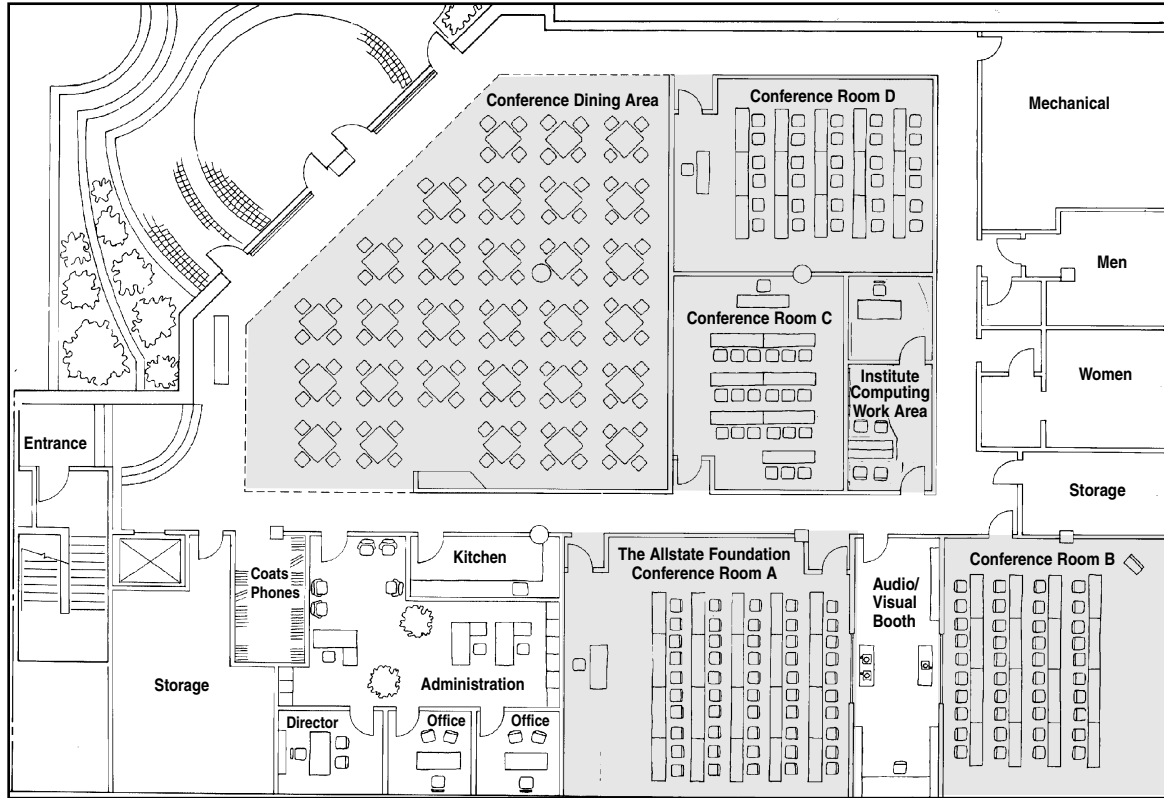 Conference Dining Area
Conference Room D
Mechanical
Men
Conference Room C
Women
Institute
Computing
Work Area
Entrance
Storage
The Allstate Foundation
Conference Room A
Kitchen
Coats
Phones
Audio/
Visual
Booth
Conference Room B
Storage
Administration
Director
Office
Office